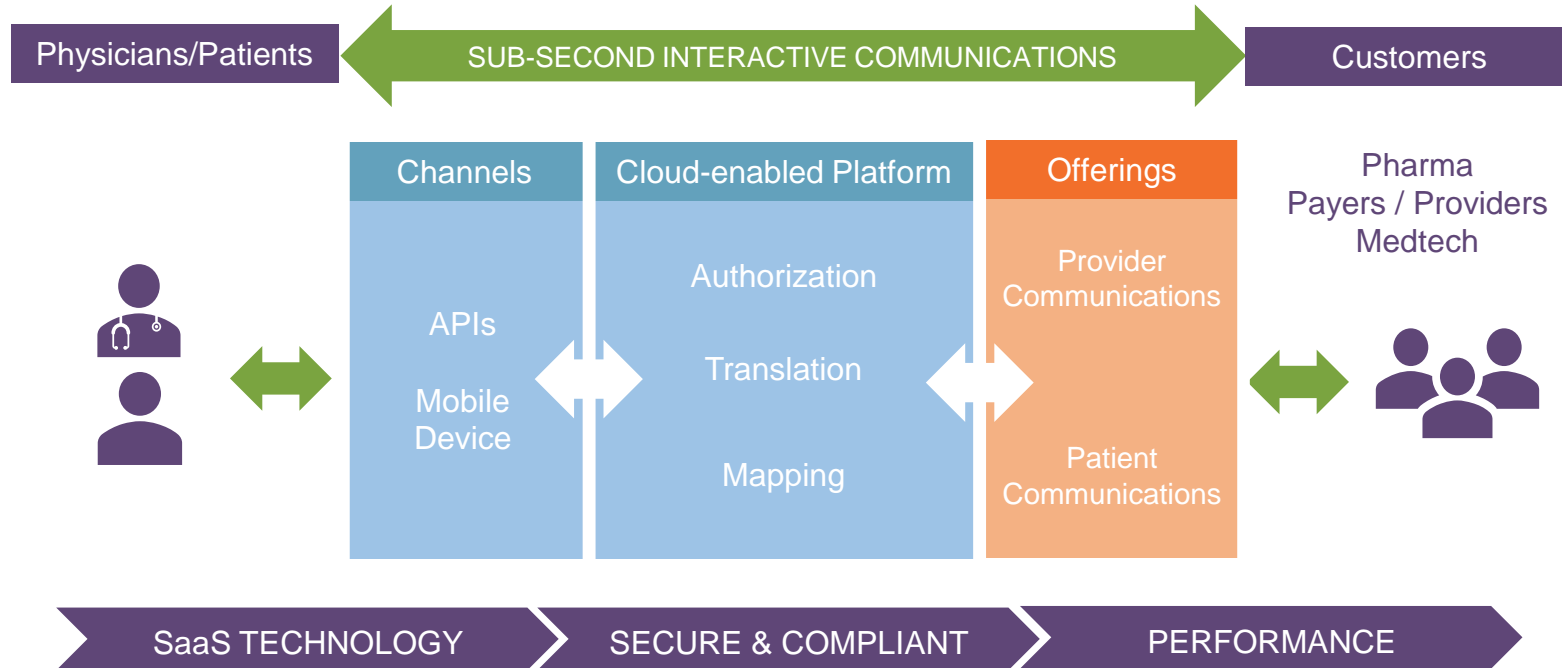 Physicians/Patients
SUB-SECOND INTERACTIVE COMMUNICATIONS
Customers
Channels
APIs
Mobile
Device
Cloud-enabled Platform
Authorization
Translation
Mapping
Offerings
Provider
Communications
Patient
Communications
Pharma
Payers / Providers
Medtech
SaaS TECHNOLOGY
SECURE & COMPLIANT
PERFORMANCE